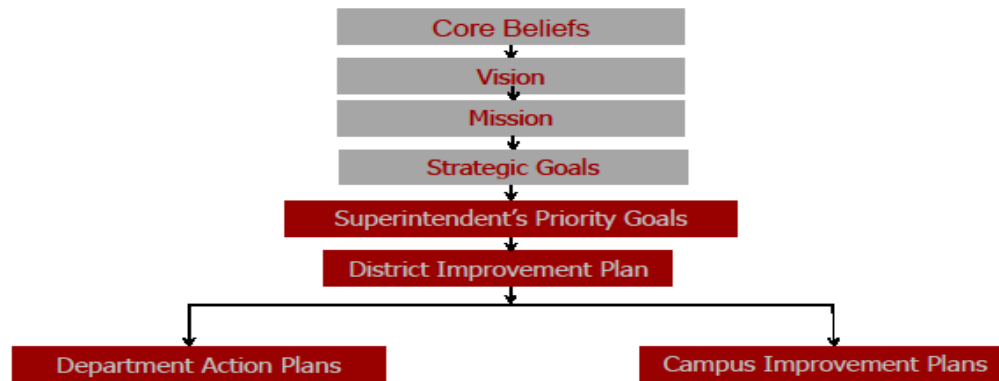 Core Beliefs
Vision
Mission
Strategic Goals
Superintendent's Priority Goals
District Improvement Plan
Department Action Plans
Campus Improvement Plans